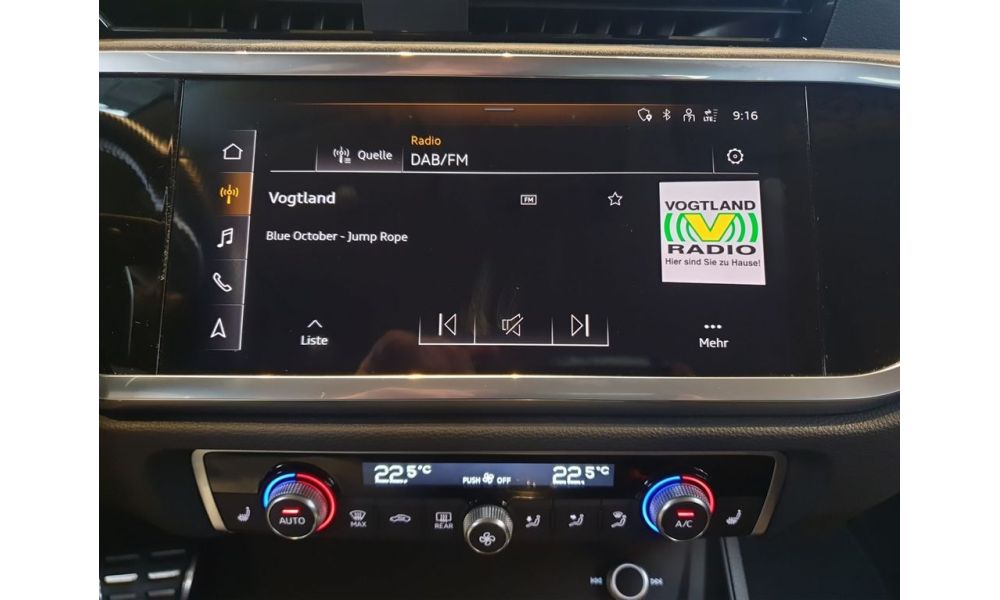 LTE
9:16
Radio
Quelle
DAB/FM
Vogtland
FM
Blue October - Jump Rope
VOGTLAND
V
RADIO
Hier sind Sie zu Hause!
Liste
Mehr
22.5°C
PUSH OFF
22.5°C
AUTO
MAX
REAR
A/C